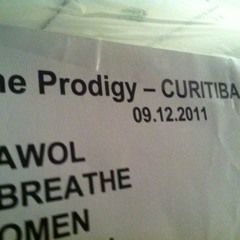 he Prodigy – CURITIBA
09.12.2011
AWOL
BREATHE
OMEN